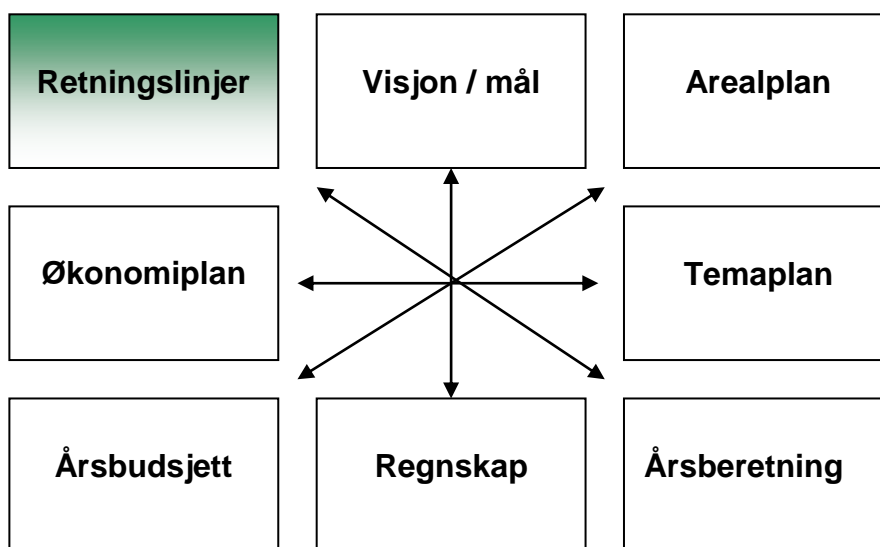 Retningslinjer
Visjon / mål
Arealplan
Økonomiplan
Temaplan
Årsbudsjett
Regnskap
Årsberetning